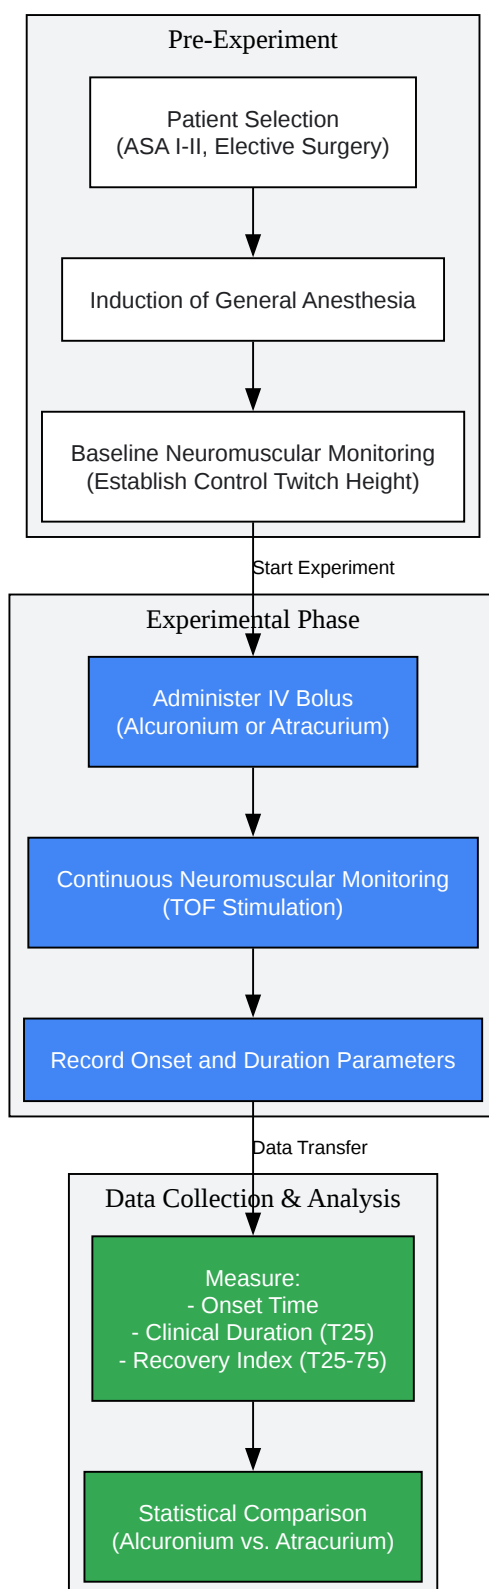 Pre-Experiment
Patient Selection
(ASA I-II, Elective Surgery)
Induction of General Anesthesia
Baseline Neuromuscular Monitoring
(Establish Control Twitch Height)
Start Experiment
Experimental Phase
Administer IV Bolus
(Alcuronium or Atracurium)
Continuous Neuromuscular Monitoring
(TOF Stimulation)
Record Onset and Duration Parameters
Data Transfer
Data Collection & Analysis
Measure:
- Onset Time
- Clinical Duration (T25)
- Recovery Index (T25-75)
Statistical Comparison
(Alcuronium vs. Atracurium)